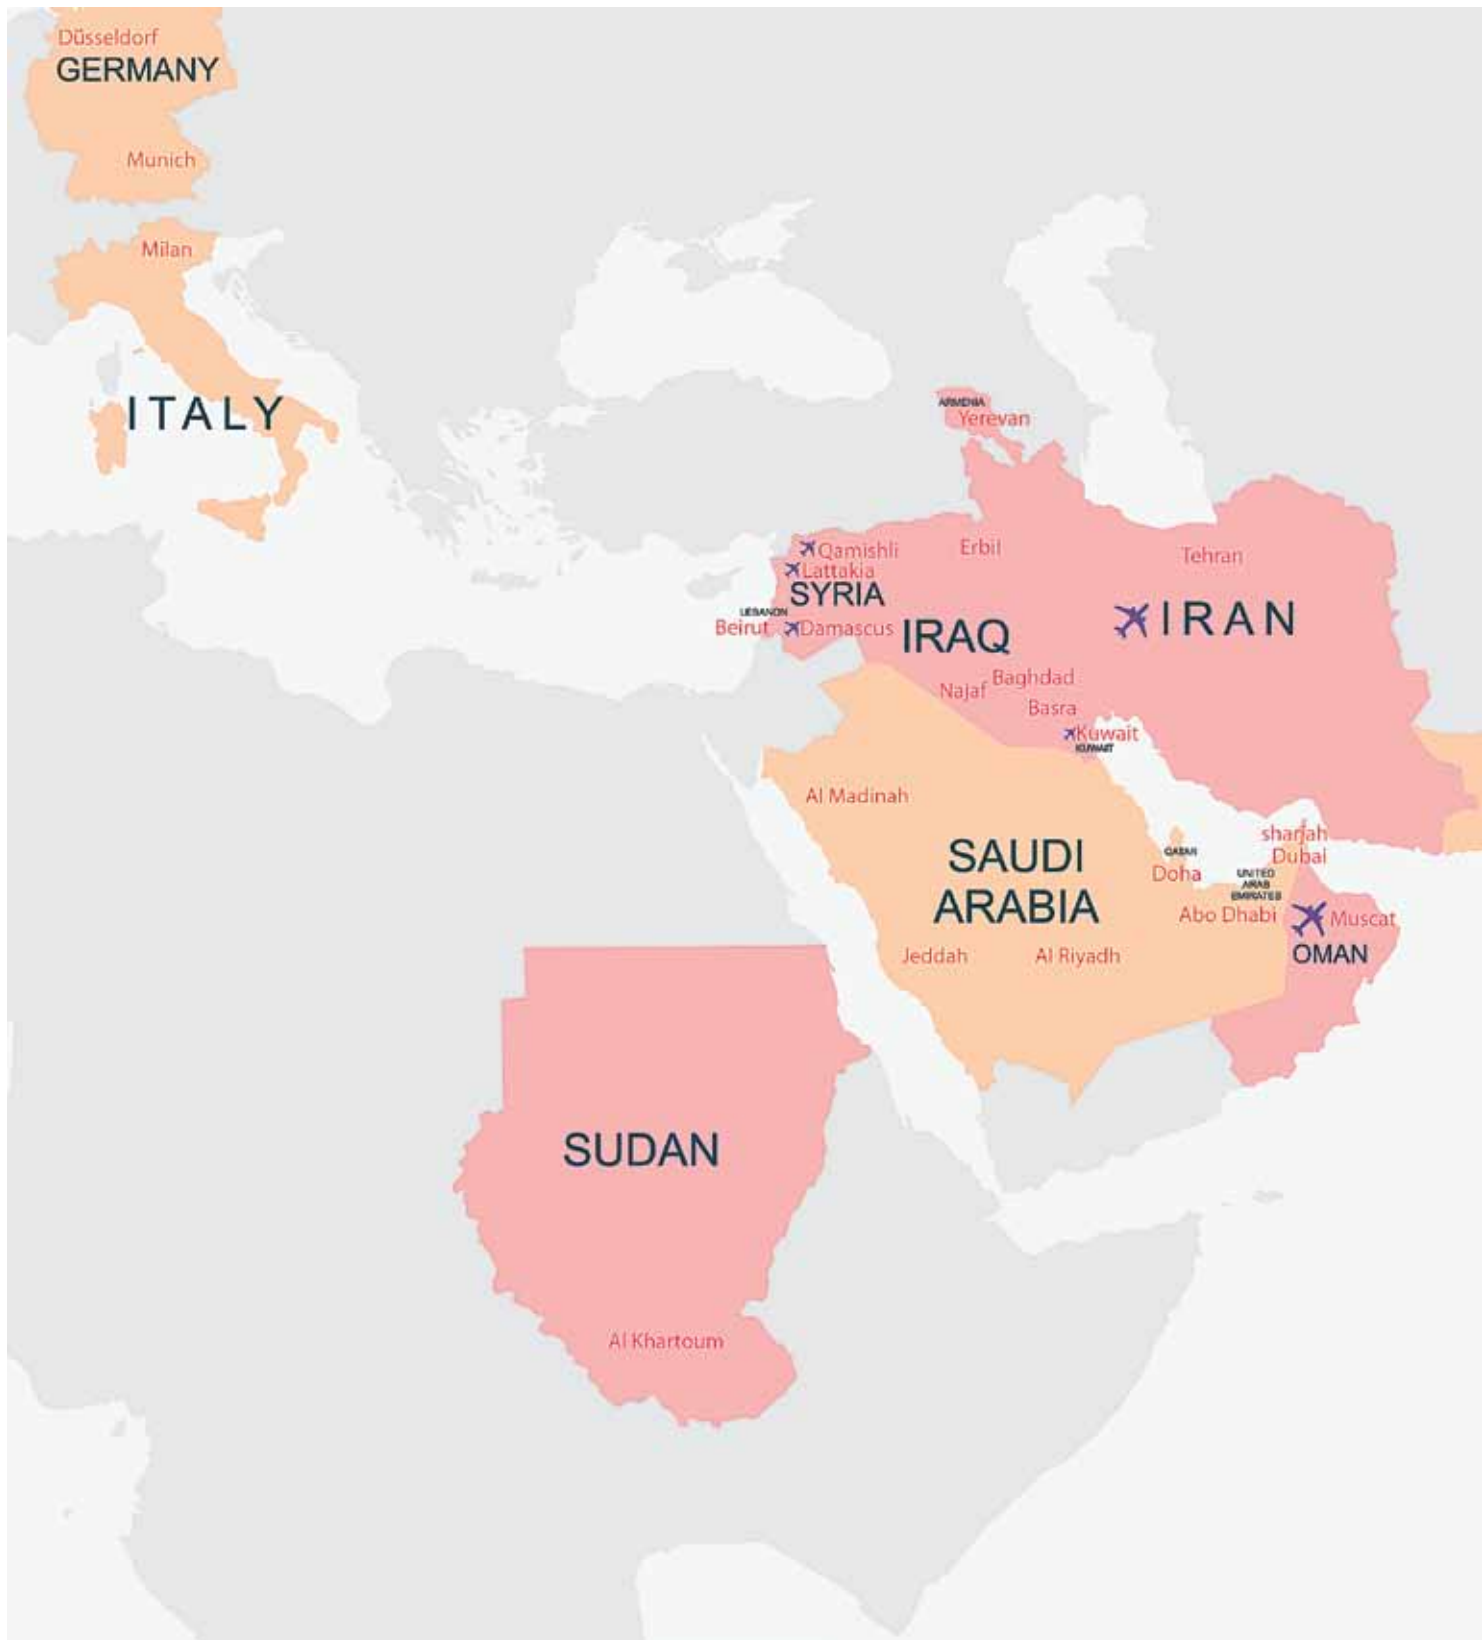 Düsseldorf
GERMANY
Munich
Milan
ITALY
ARMENIA
Yerevan
Qamishli
Erbil
Tehran
Lattakia
SYRIA
LEBANON
Beirut
Damascus
IRAQ
IRAN
Baghdad
Najaf
Basra
Kuwait
KUWAIT
Al Madinah
SAUDI
ARABIA
QATAR
Doha
sharjah
Dubai
UNITED
ARAB
EMIRATES
Abo Dhabi
Muscat
OMAN
Jeddah
Al Riyadh
SUDAN
Al Khartoum